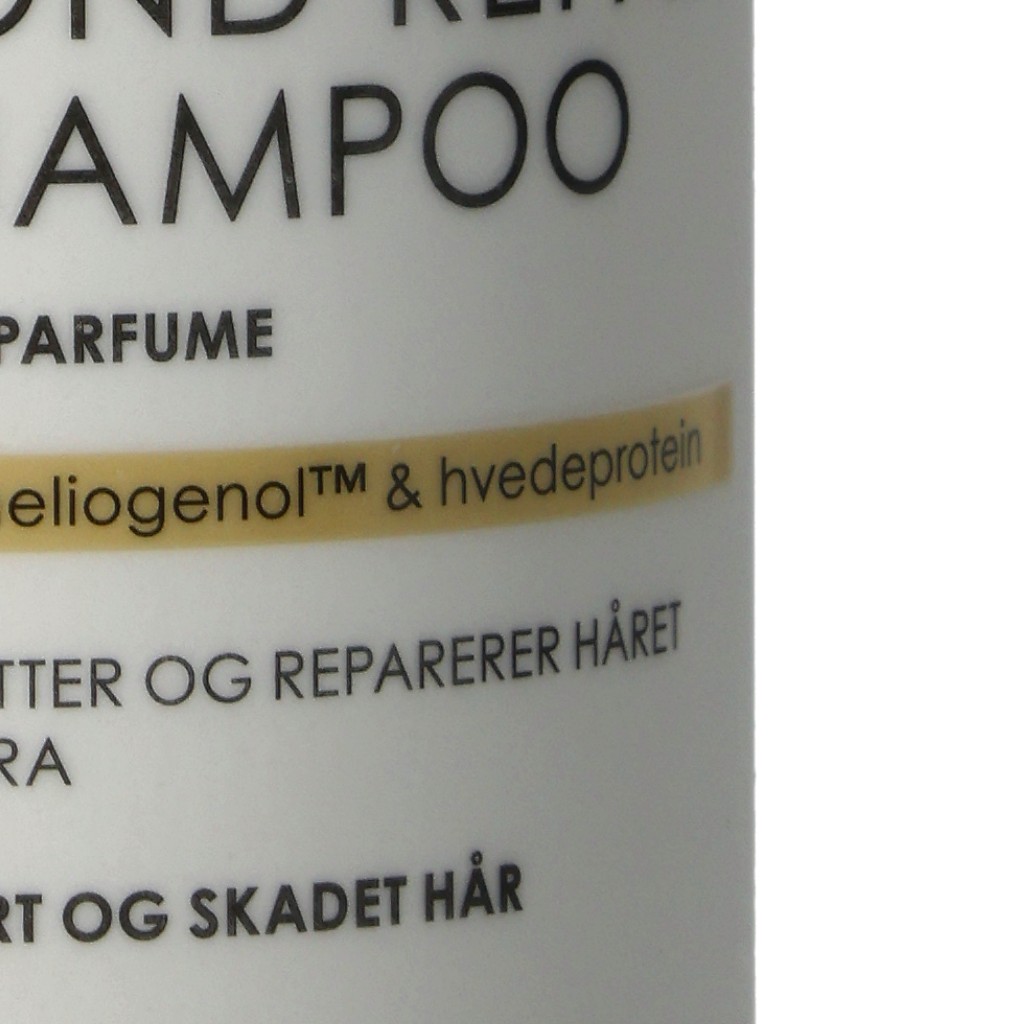 AMPOO
PARFUME
eliogenol™ & hvedeprotein
TTER OG REPARERER HÅRET
RA
RT OG SKADET HÅR